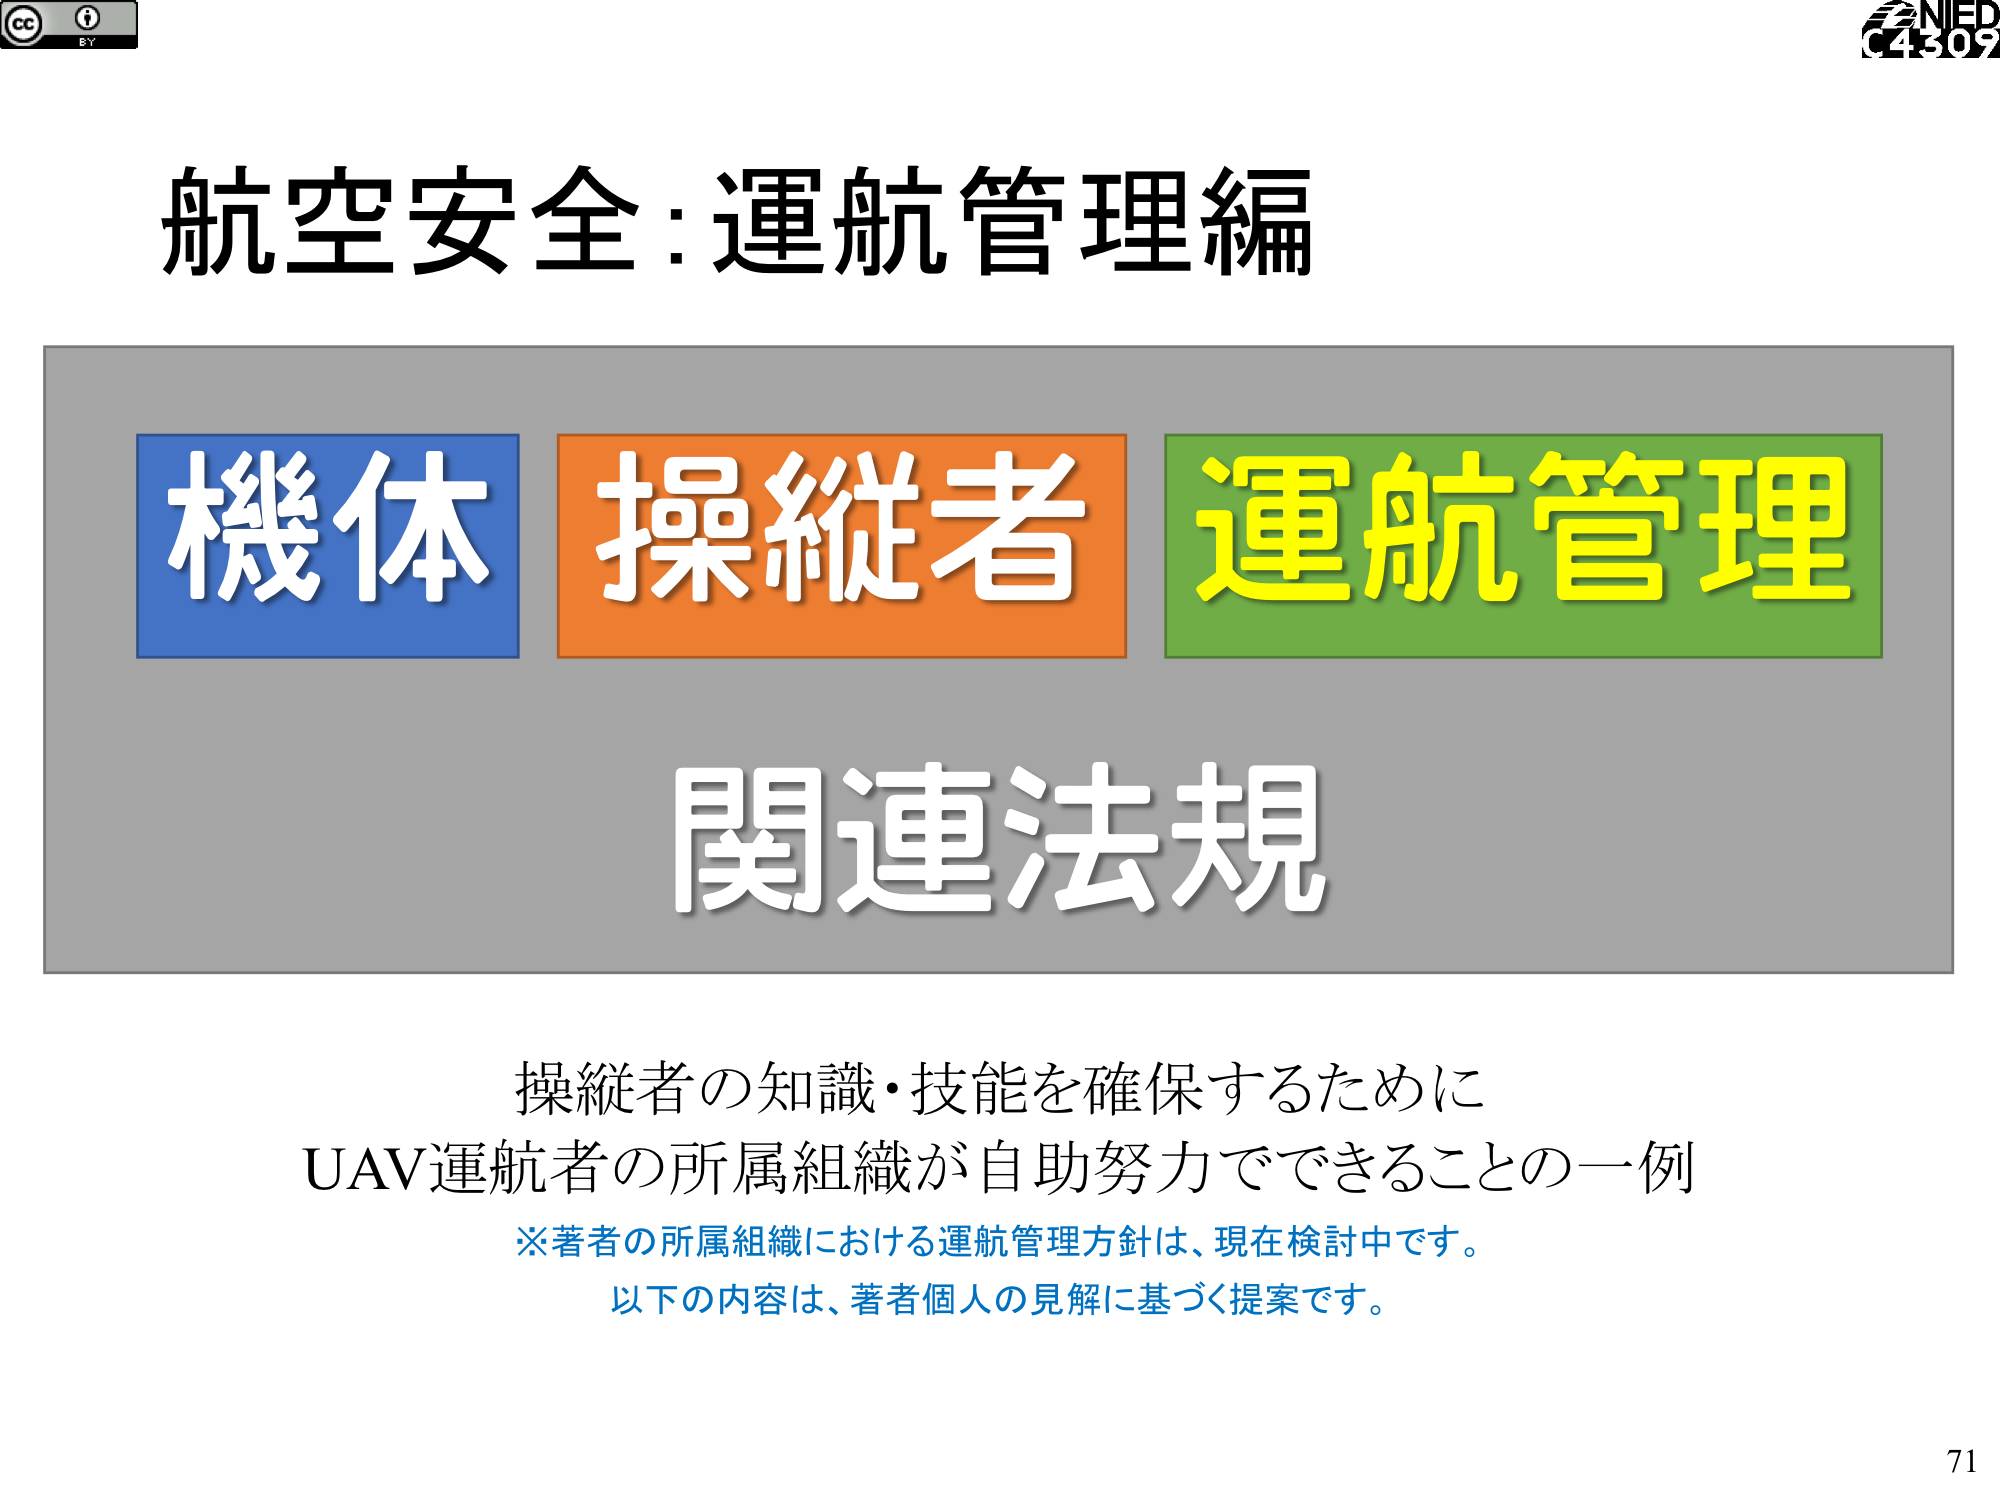 cc
BY
NIED
C4309
航空安全：運航管理編
機体
操縦者
運航管理
関連法規
操縦者の知識・技能を確保するために
UAV運航者の所属組織が自助努力でできることの一例
※著者の所属組織における運航管理方針は、現在検討中です。
以下の内容は、著者個人の見解に基づく提案です。
71